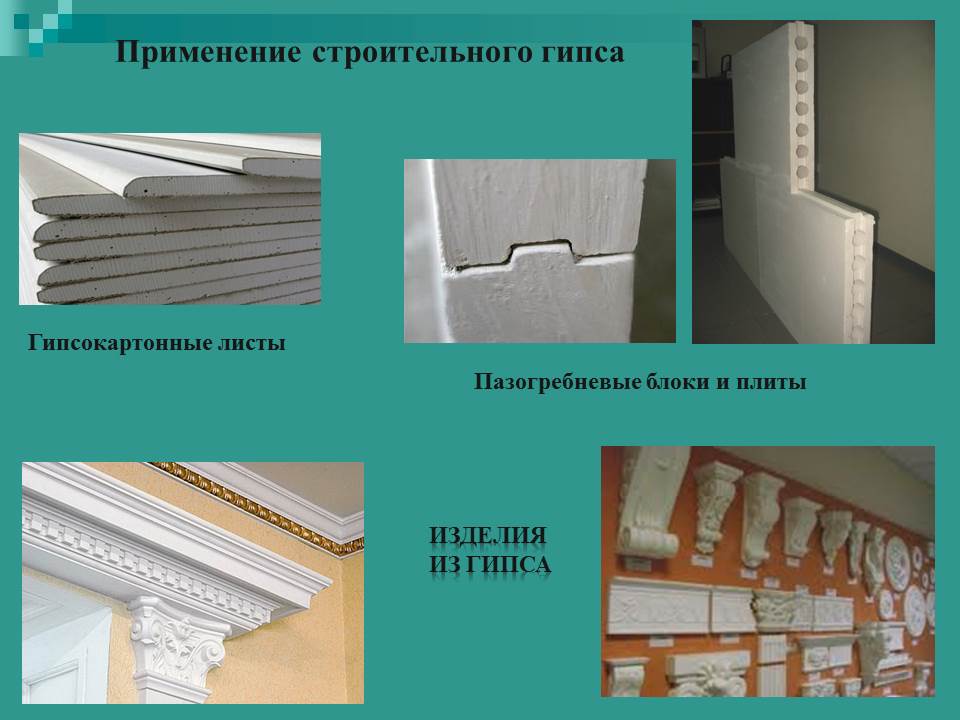 Применение строительного гипса
Гипсокартонные листы
Пазогребневые блоки и плиты
ИЗДЕЛИЯ
ИЗ ГИПСА